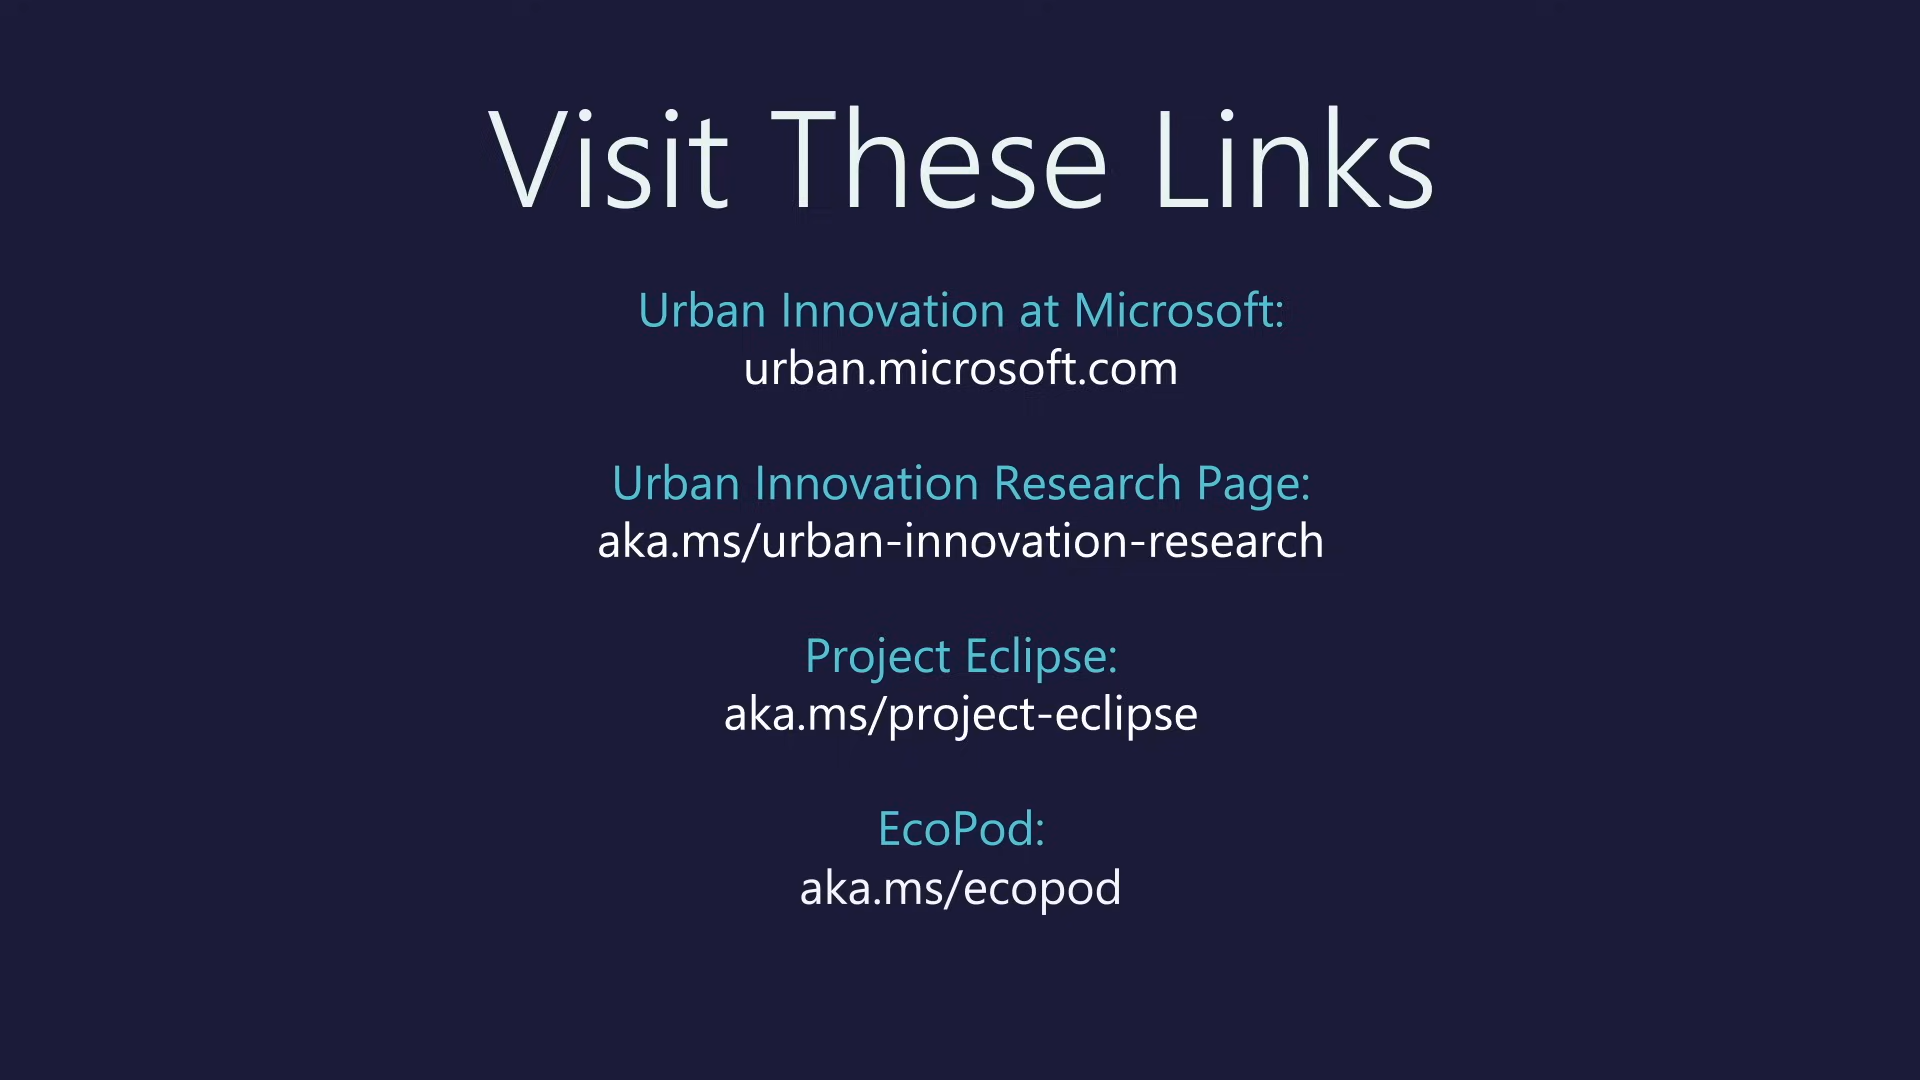 Visit These Links
Urban Innovation at Microsoft:
urban.microsoft.com
Urban Innovation Research Page:
aka.ms/urban-innovation-research
Project Eclipse:
aka.ms/project-eclipse
EcoPod:
aka.ms/ecopod